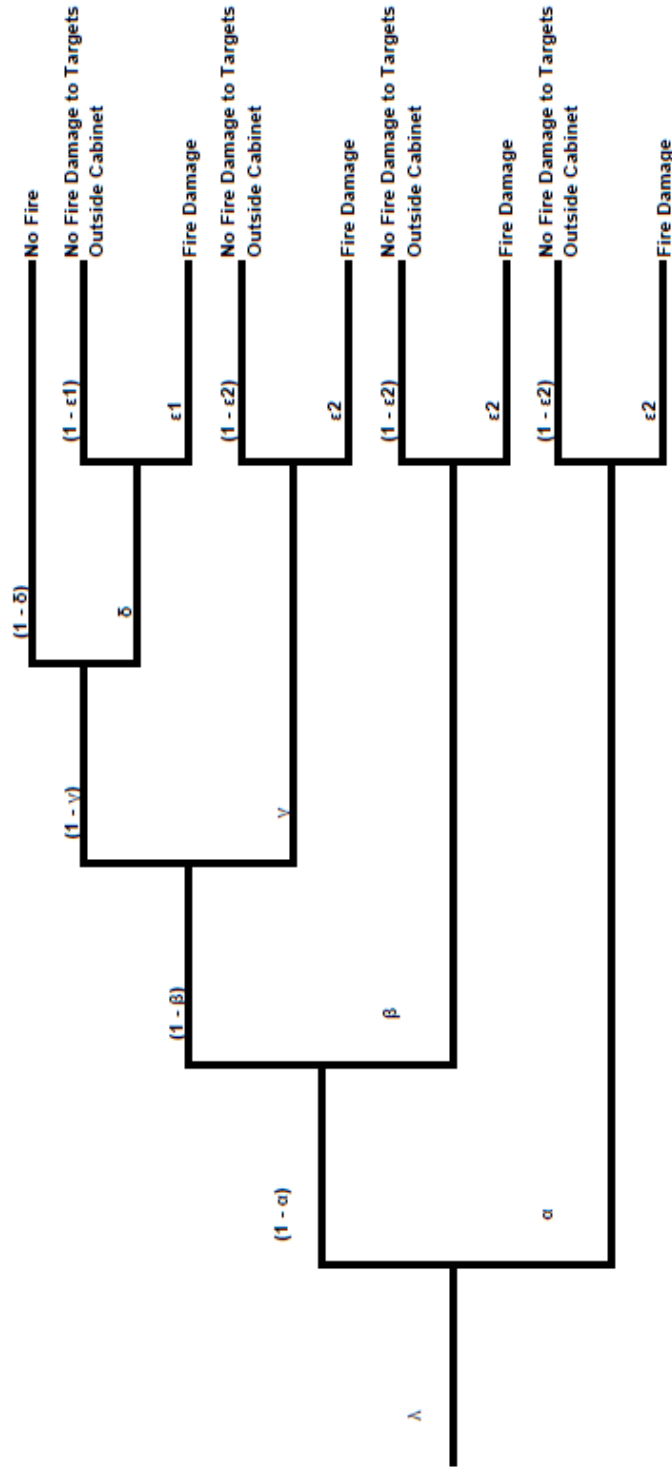 No Fire
No Fire Damage to Targets
Outside Cabinet
Fire Damage
No Fire Damage to Targets
Outside Cabinet
Fire Damage
No Fire Damage to Targets
Outside Cabinet
Fire Damage
No Fire Damage to Targets
Outside Cabinet
Fire Damage
(1 - ε1)
ε1
(1 - ε2)
ε2
(1 - ε2)
ε2
(1 - ε2)
ε2
(1 - δ)
δ
(1 - γ)
γ
(1 - β)
β
(1 - α)
α
λ